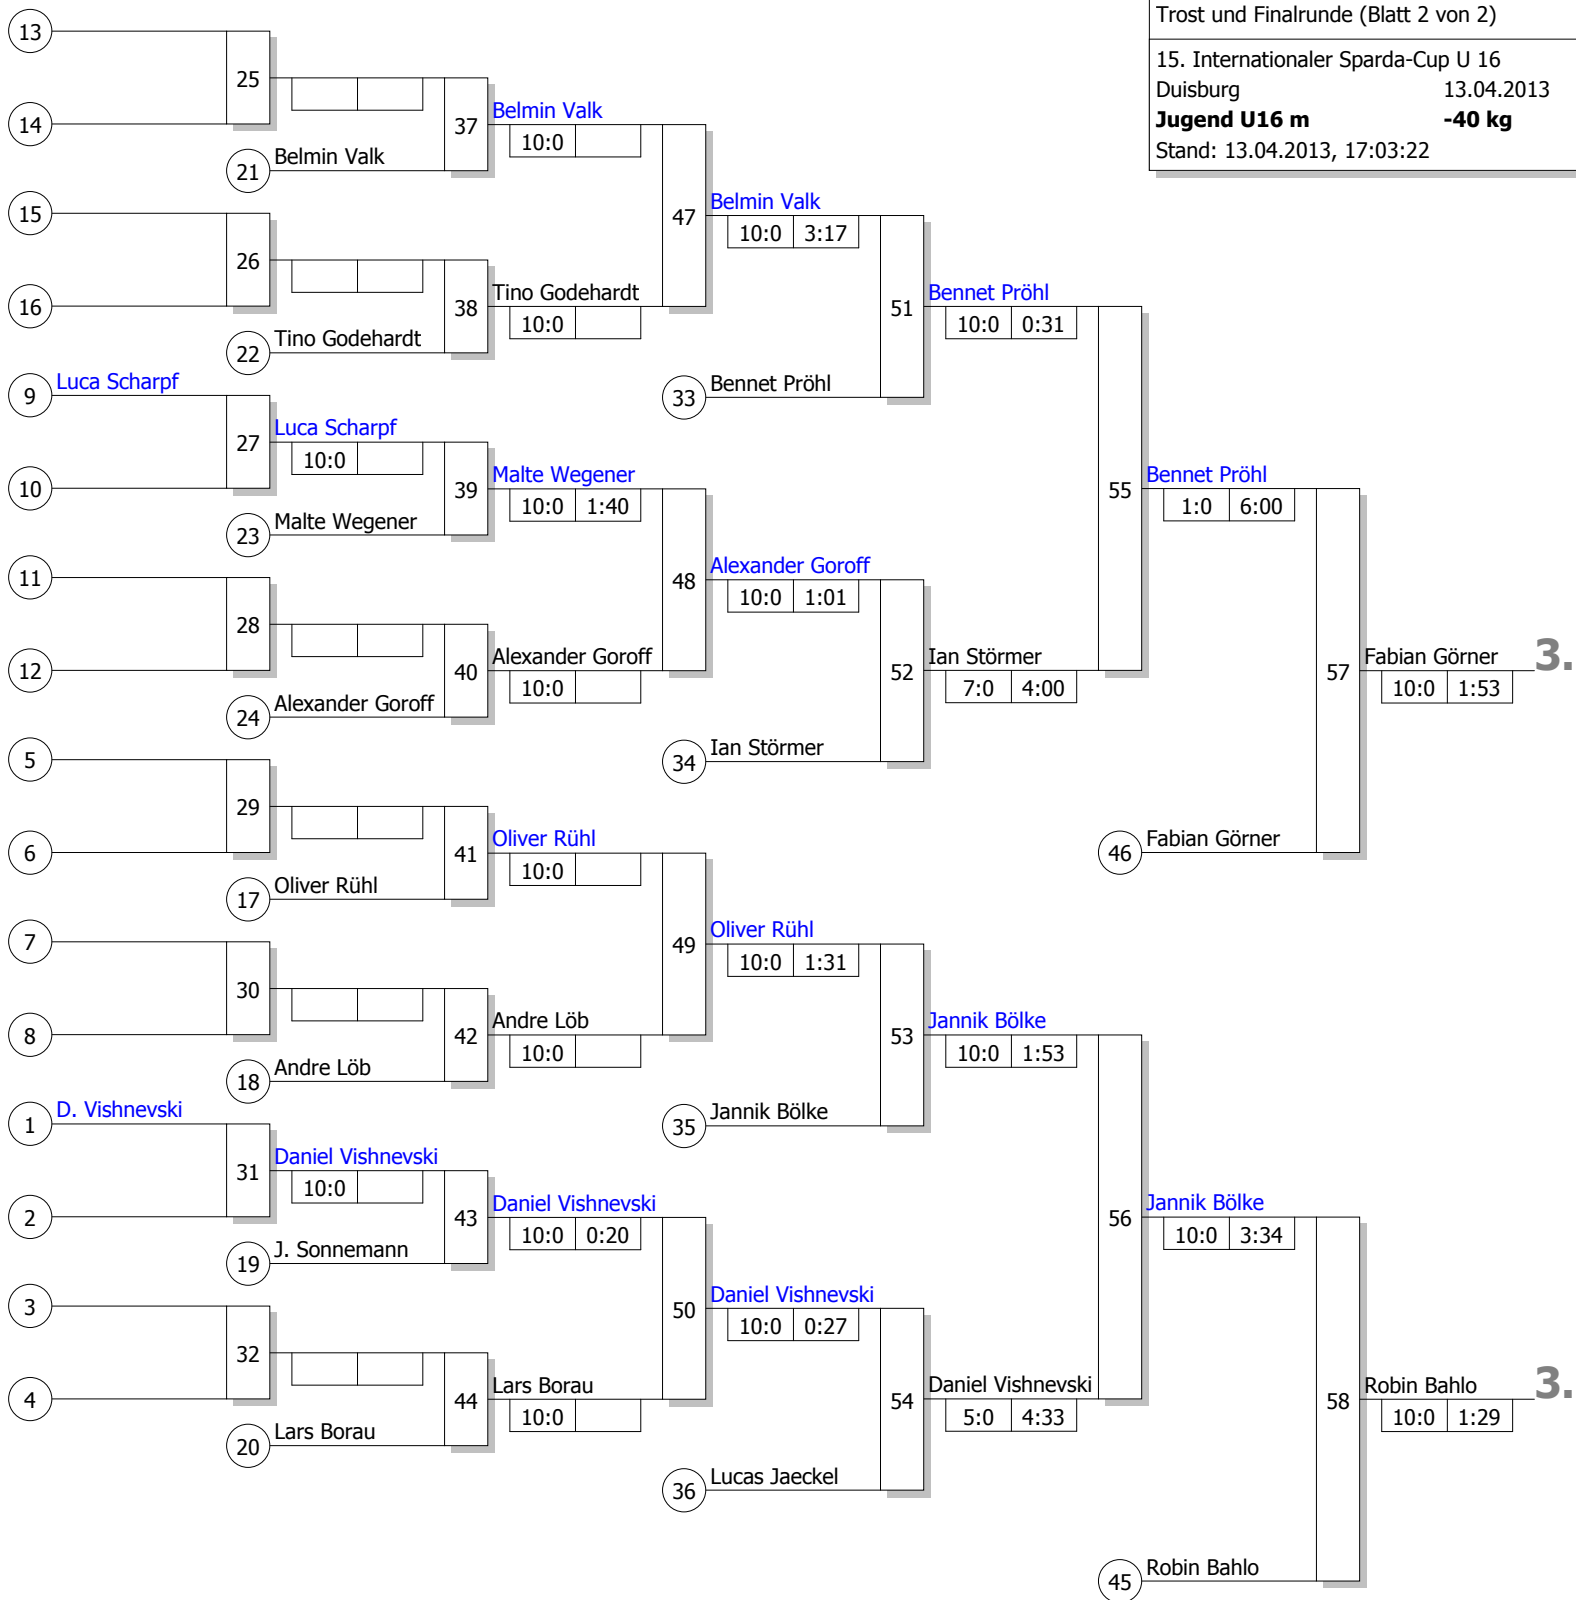 Trost und Finalrunde (Blatt 2 von 2)
15. Internationaler Sparda-Cup U 16
Duisburg 13.04.2013
Jugend U16 m -40 kg
Stand: 13.04.2013, 17:03:22
13
25
14
37
Belmin Valk
10:0
21
Belmin Valk
15
47
Belmin Valk
10:0 3:17
26
16
38
Tino Godehardt
10:0
22
Tino Godehardt
51
Bennet Pröhl
10:0 0:31
33
Bennet Pröhl
9
Luca Scharpf
27
Luca Scharpf
10:0
10
39
Malte Wegener
10:0 1:40
23
Malte Wegener
55
Bennet Pröhl
1:0 6:00
11
48
Alexander Goroff
10:0 1:01
28
12
40
Alexander Goroff
10:0
24
Alexander Goroff
52
Ian Störmer
7:0 4:00
34
Ian Störmer
57
Fabian Görner
3.
10:0 1:53
46
Fabian Görner
5
29
6
41
Oliver Rühl
10:0
17
Oliver Rühl
7
49
Oliver Rühl
10:0 1:31
30
8
42
Andre Löb
10:0
18
Andre Löb
53
Jannik Bölke
10:0 1:53
35
Jannik Bölke
1
D. Vishnevski
31
Daniel Vishnevski
10:0
2
43
Daniel Vishnevski
10:0 0:20
19
J. Sonnemann
56
Jannik Bölke
10:0 3:34
3
50
Daniel Vishnevski
10:0 0:27
32
4
44
Lars Borau
10:0
20
Lars Borau
54
Daniel Vishnevski
5:0 4:33
36
Lucas Jaeckel
58
Robin Bahlo
3.
10:0 1:29
45
Robin Bahlo